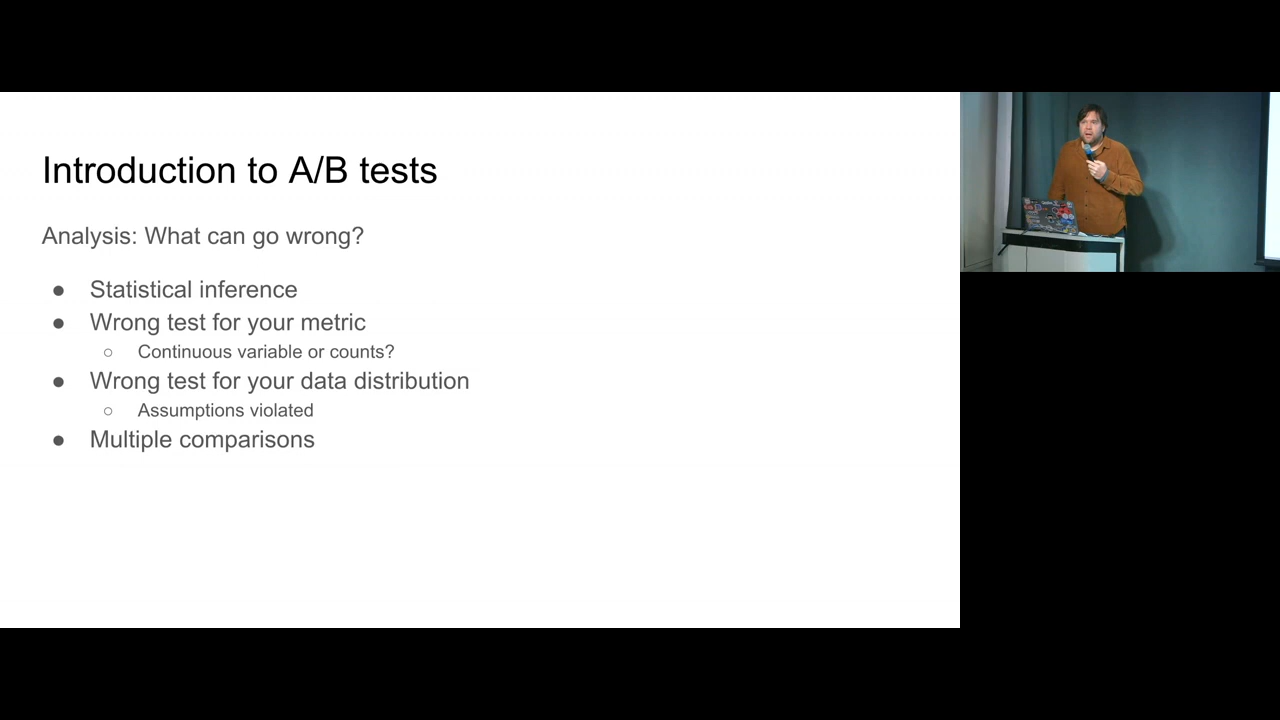 Introduction to A/B tests
Analysis: What can go wrong?
● Statistical inference
● Wrong test for your metric
○ Continuous variable or counts?
● Wrong test for your data distribution
○ Assumptions violated
● Multiple comparisons